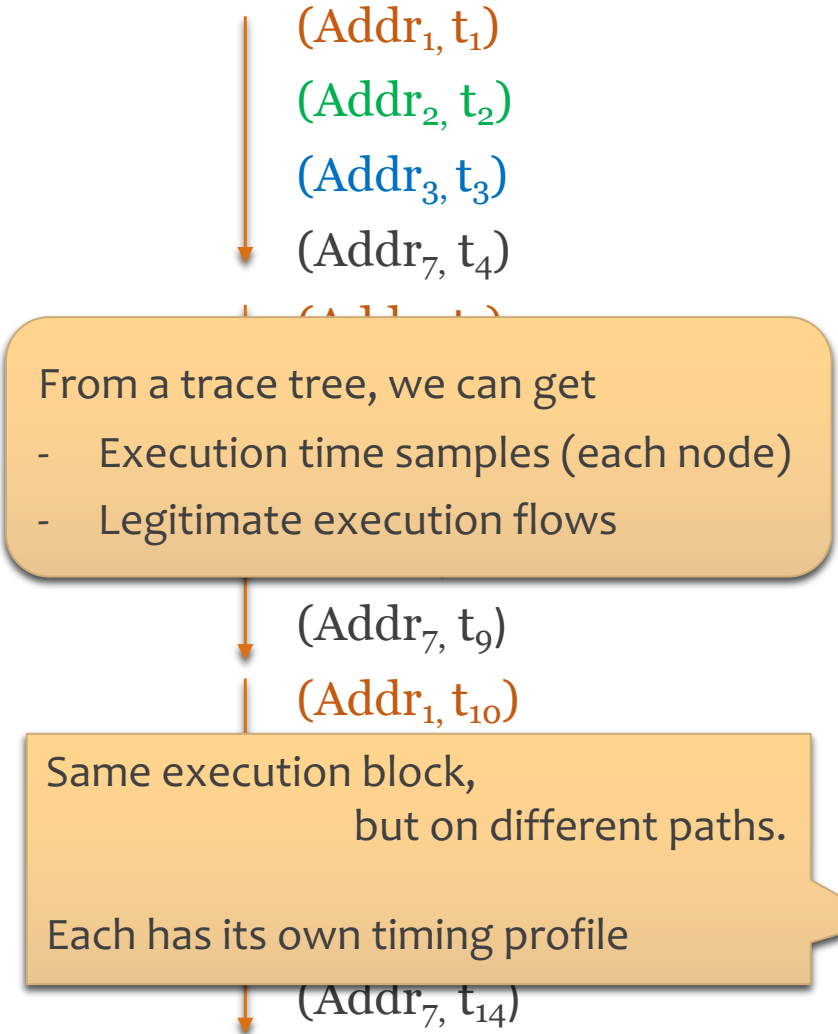 (Addr₁, t₁)
(Addr₂, t₂)
(Addr₃, t₃)
(Addr₇, t₄)
From a trace tree, we can get
- Execution time samples (each node)
- Legitimate execution flows
(Addr₇, t₉)
(Addr₁, t₁₀)
Same execution block,
but on different paths.
Each has its own timing profile
(Addr₇, t₁₄)